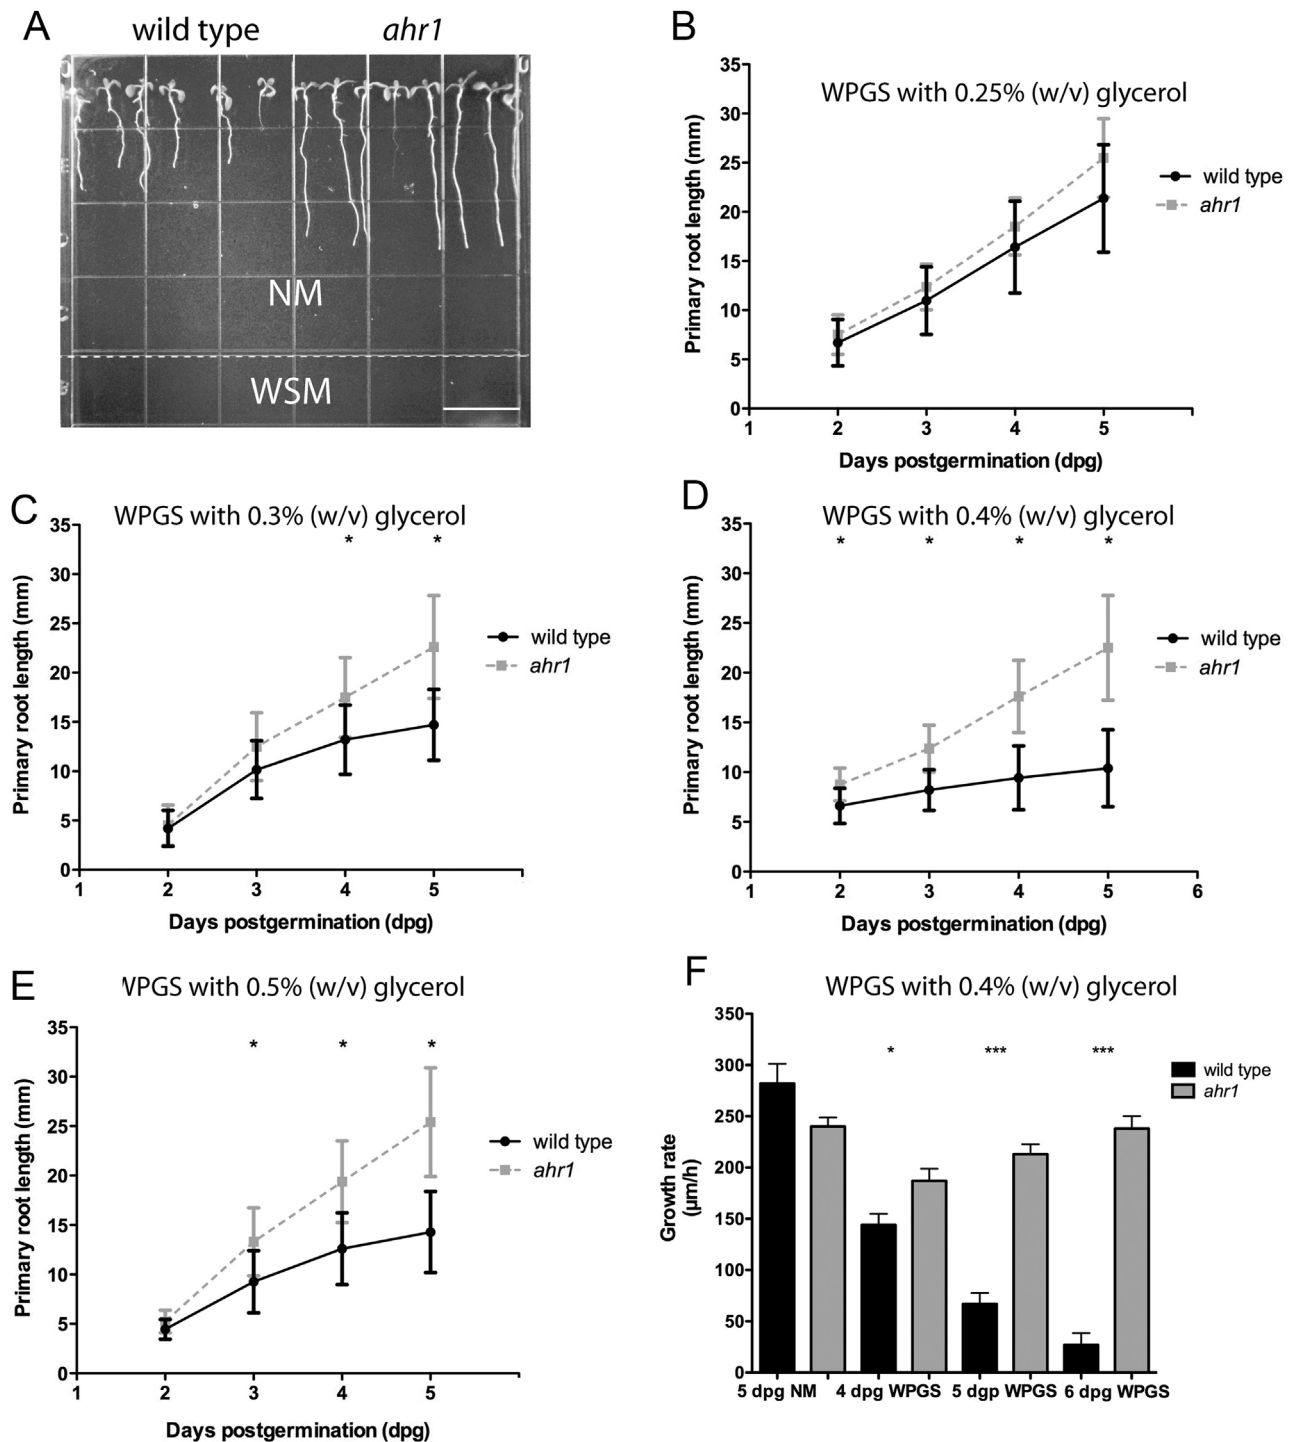 A
wild type
ahr1
NM
WSM
B
WPGS with 0.25% (w/v) glycerol
35
30
25
20
15
10
5
0
Primary root length (mm)
1 2 3 4 5
Days postgermination (dpg)
wild type
ahr1
C
WPGS with 0.3% (w/v) glycerol
* *
35
30
25
20
15
10
5
0
Primary root length (mm)
1 2 3 4 5
Days postgermination (dpg)
wild type
ahr1
D
WPGS with 0.4% (w/v) glycerol
* * * *
35
30
25
20
15
10
5
0
Primary root length (mm)
1 2 3 4 5 6
Days postgermination (dpg)
wild type
ahr1
E
WPGS with 0.5% (w/v) glycerol
* * *
35
30
25
20
15
10
5
0
Primary root length (mm)
1 2 3 4 5
Days postgermination (dpg)
wild type
ahr1
F
WPGS with 0.4% (w/v) glycerol
* *** ***
350
300
250
200
150
100
50
0
Growth rate
(µm/h)
5 dpg NM 4 dpg WPGS 5 dgp WPGS 6 dpg WPGS
wild type
ahr1